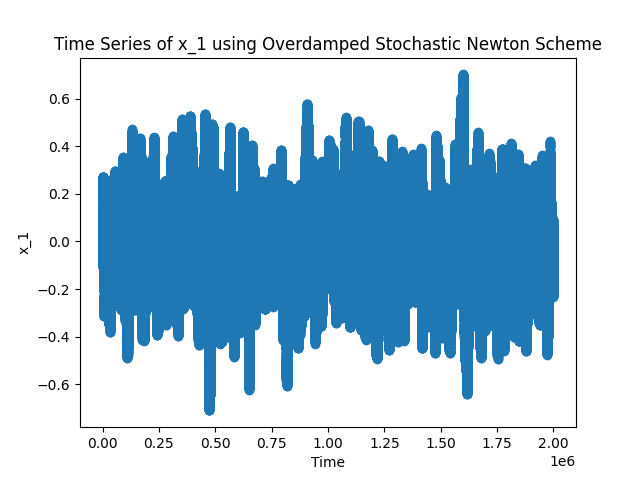 Time Series of x_1 using Overdamped Stochastic Newton Scheme
0.6
0.4
0.2
0.0
−0.2
−0.4
−0.6
x_1
0.00 0.25 0.50 0.75 1.00 1.25 1.50 1.75 2.00
1e6
Time